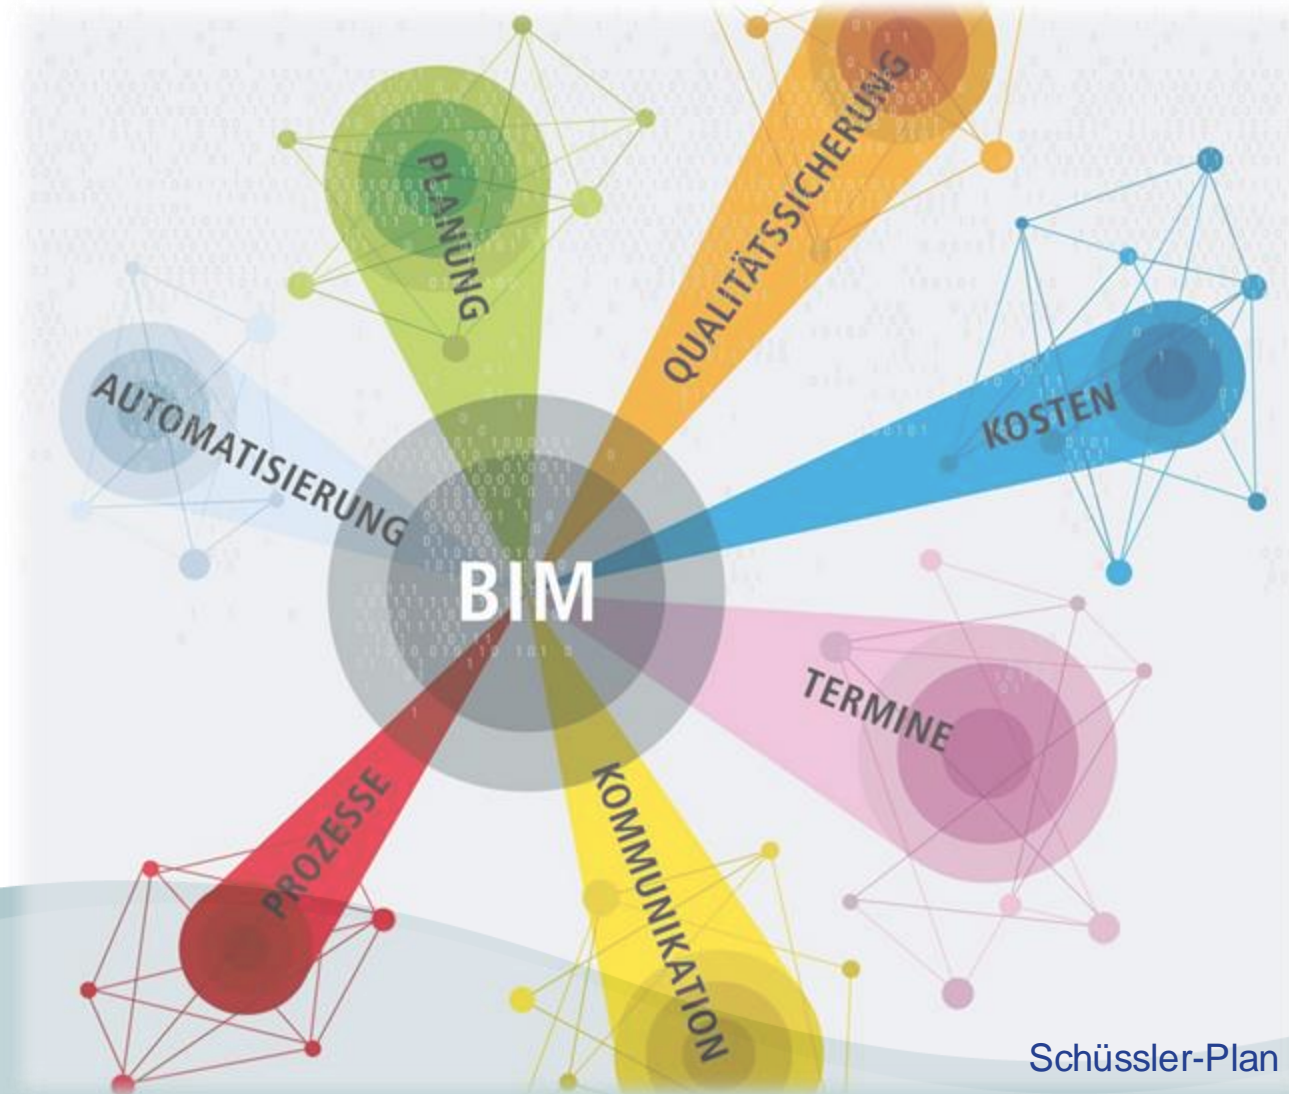 PLANUNG
QUALITÄTSSICHERUNG
AUTOMATISIERUNG
KOSTEN
BIM
TERMINE
PROZESSE
KOMMUNIKATION
Schüssler-Plan